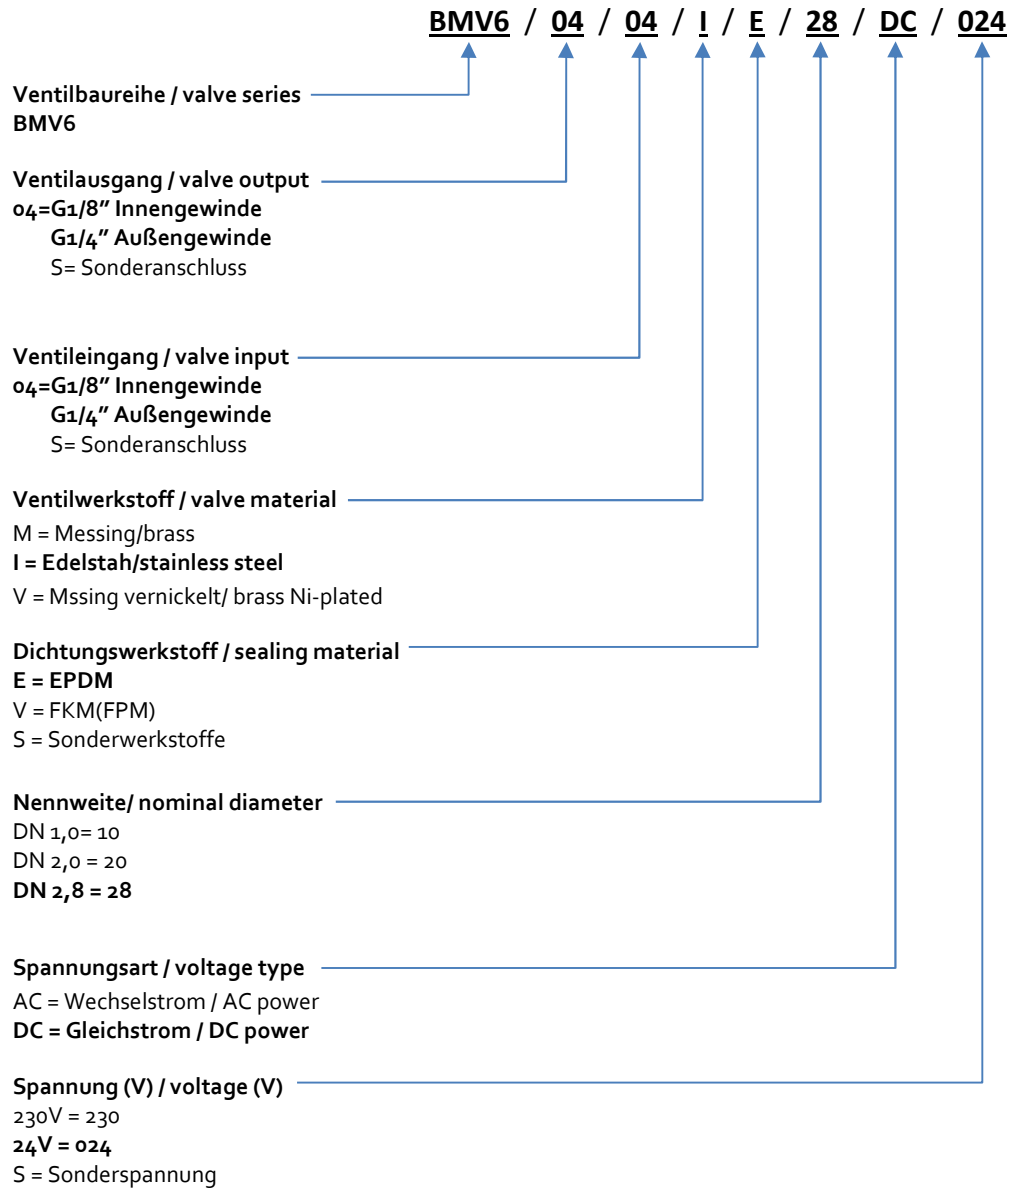 BMV6 / 04 / 04 / I / E / 28 / DC / 024
Ventilbaureihe / valve series
BMV6
Ventilausgang / valve output
04=G1/8" Innengewinde
G1/4" Außengewinde
S= Sonderanschluss
Ventileingang / valve input
04=G1/8" Innengewinde
G1/4" Außengewinde
S= Sonderanschluss
Ventilwerkstoff / valve material
M = Messing/brass
I = Edelstah/stainless steel
V = Mssing vernickelt/ brass Ni-plated
Dichtungswerkstoff / sealing material
E = EPDM
V = FKM(FPM)
S = Sonderwerkstoffe
Nennweite/ nominal diameter
DN 1,0= 10
DN 2,0 = 20
DN 2,8 = 28
Spannungsart / voltage type
AC = Wechselstrom / AC power
DC = Gleichstrom / DC power
Spannung (V) / voltage (V)
230V = 230
24V = 024
S = Sonderspannung